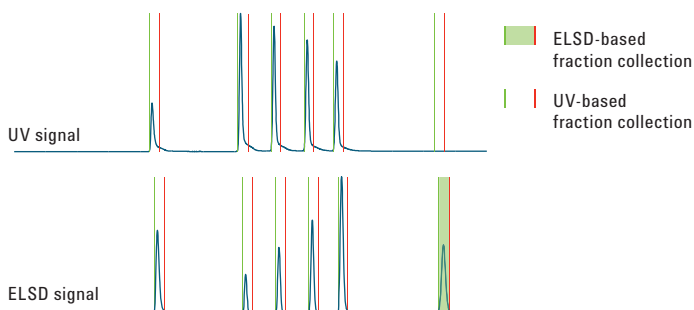 ELSD-based
fraction collection
UV-based
fraction collection
UV signal
ELSD signal